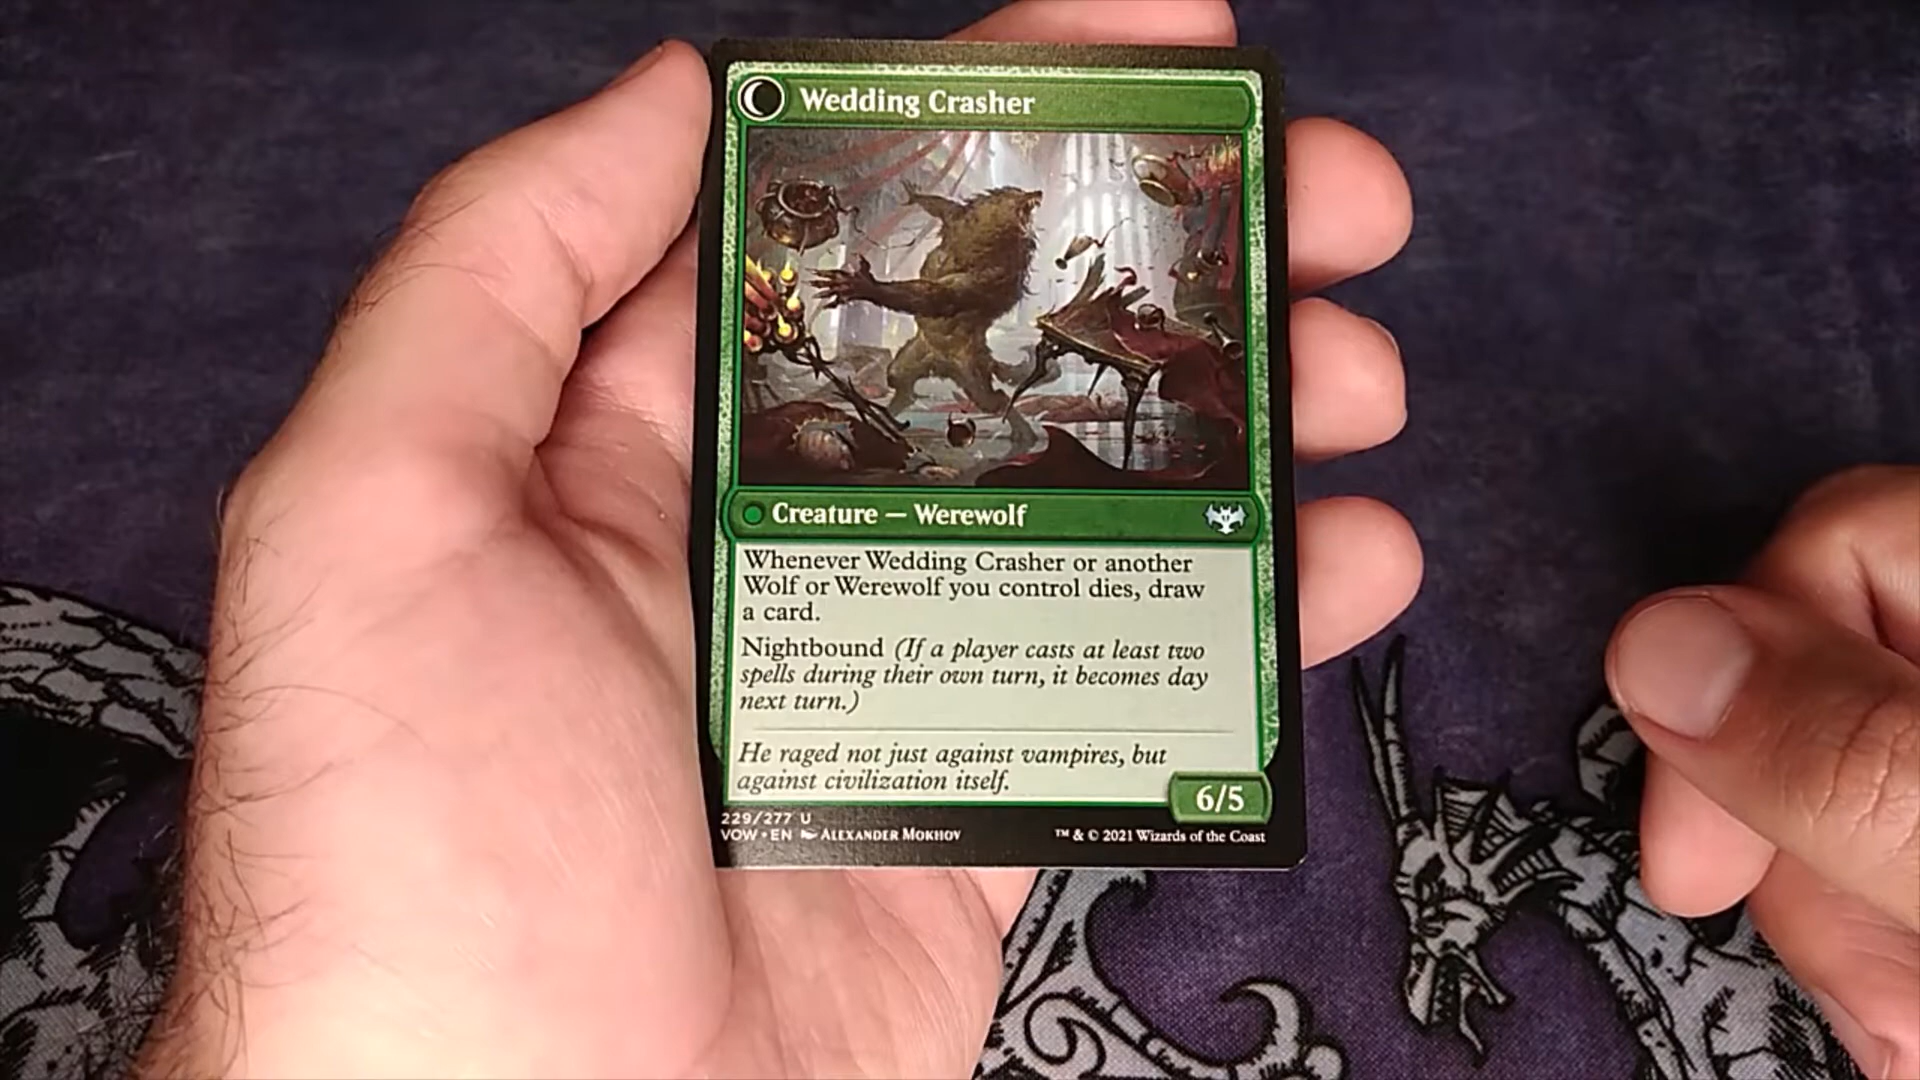 Wedding Crasher
Creature — Werewolf
Whenever Wedding Crasher or another
Wolf or Werewolf you control dies, draw
a card.
Nightbound (If a player casts at least two
spells during their own turn, it becomes day
next turn.)
He raged not just against vampires, but
against civilization itself.
6/5
229/277 U
VOW • EN Alexander Mokhov
™ & © 2021 Wizards of the Coast